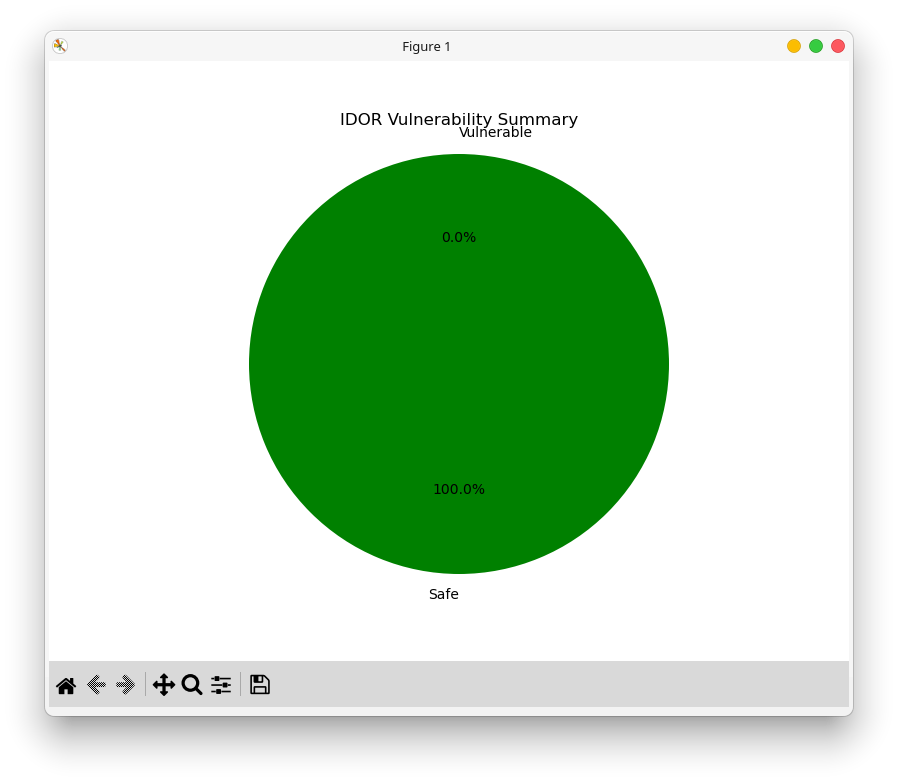 Figure 1
IDOR Vulnerability Summary
Vulnerable
0.0%
100.0%
Safe